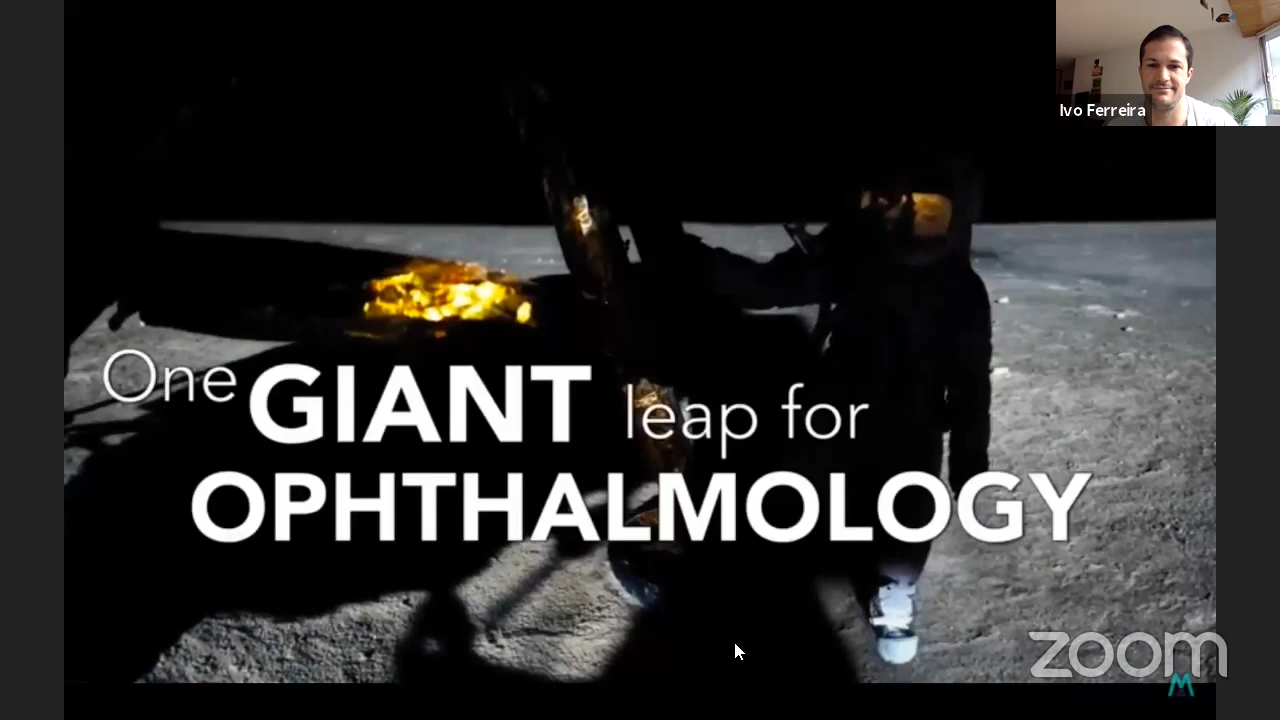 Ivo Ferreira
One GIANT leap for
OPHTHALMOLOGY
zoom
M